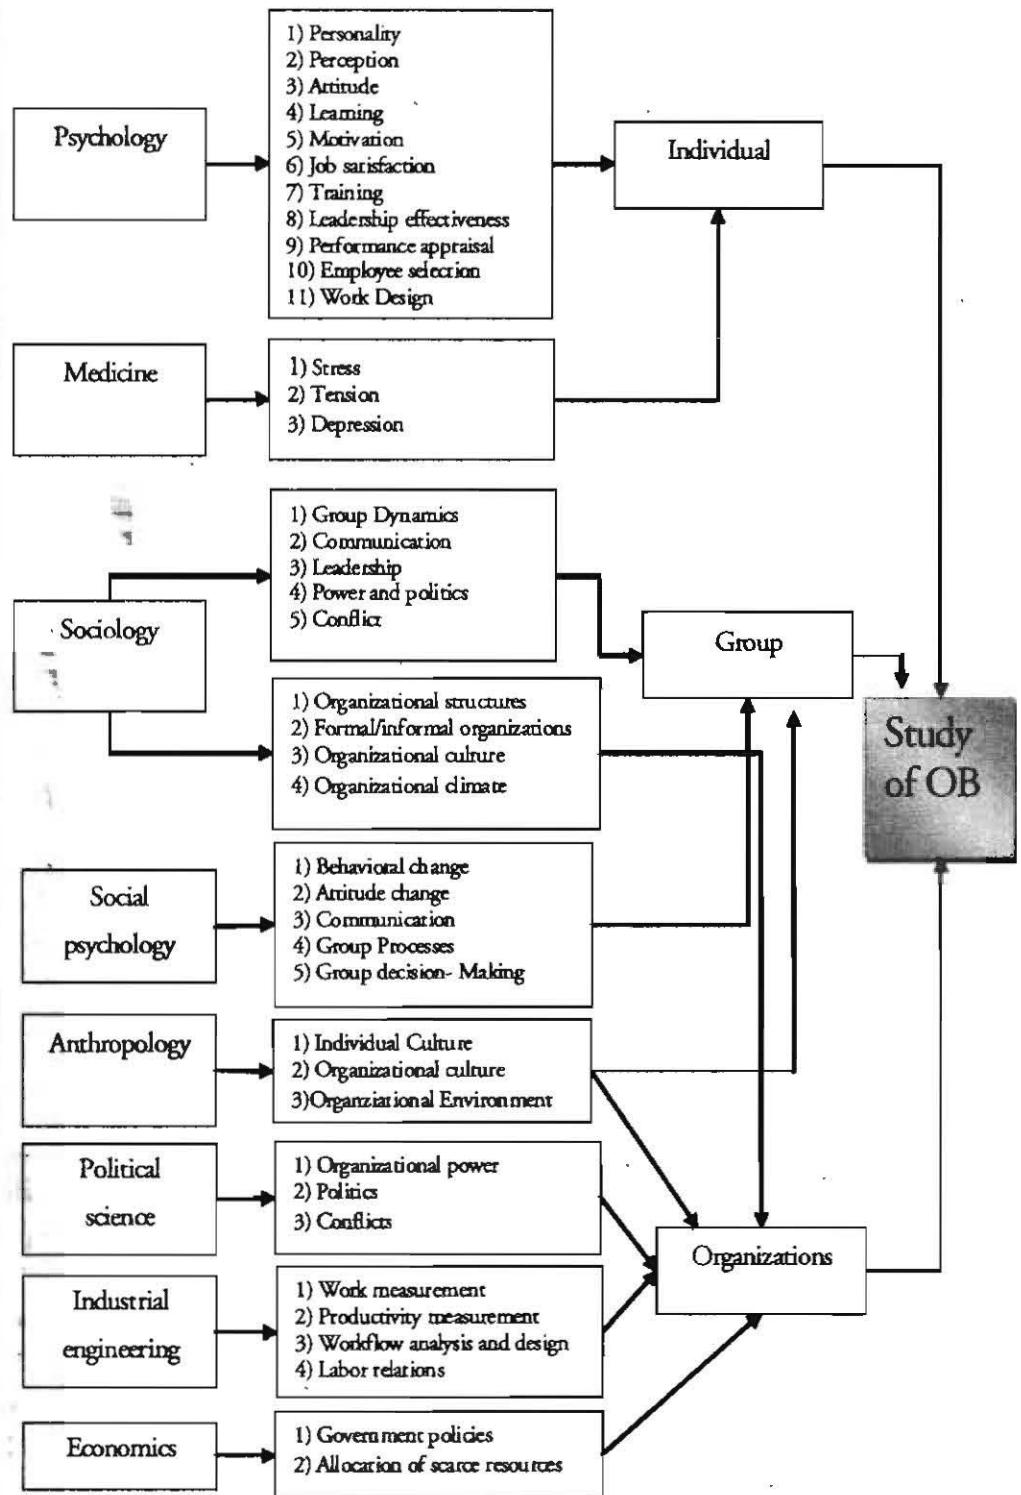 Psychology
1) Personality
2) Perception
3) Attitude
4) Learning
5) Motivation
6) Job satisfaction
7) Training
8) Leadership effectiveness
9) Performance appraisal
10) Employee selection
11) Work Design
Individual
Medicine
1) Stress
2) Tension
3) Depression
Sociology
1) Group Dynamics
2) Communication
3) Leadership
4) Power and politics
5) Conflict
Group
1) Organizational structures
2) Formal/informal organizations
3) Organizational culture
4) Organizational climate
Study
of OB
Social
psychology
1) Behavioral change
2) Attitude change
3) Communication
4) Group Processes
5) Group decision- Making
Anthropology
1) Individual Culture
2) Organizational culture
3)Organziational Environment
Political
science
1) Organizational power
2) Politics
3) Conflicts
Organizations
Industrial
engineering
1) Work measurement
2) Productivity measurement
3) Workflow analysis and design
4) Labor relations
Economics
1) Government policies
2) Allocation of scarce resources